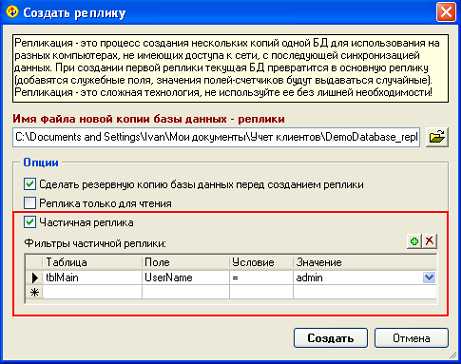 Создать реплику
Репликация - это процесс создания нескольких копий одной БД для использования на
разных компьютерах, не имеющих доступа к сети, с последующей синхронизацией
данных. При создании первой реплики текущая БД превратится в основную реплику
(добавятся служебные поля, значения полей-счетчиков будут выдаваться случайные).
Репликация - это сложная технология, не используйте ее без лишней необходимости!
Имя файла новой копии базы данных - реплики
C:\Documents and Settings\Ivan\Мои документы\Учет клиентов\DemoDatabase_repl
Опции
Сделать резервную копию базы данных перед созданием реплики
Реплика только для чтения
Частичная реплика
Фильтры частичной реплики:
Таблица Поле Условие Значение
tblMain UserName = admin
Создать Отмена